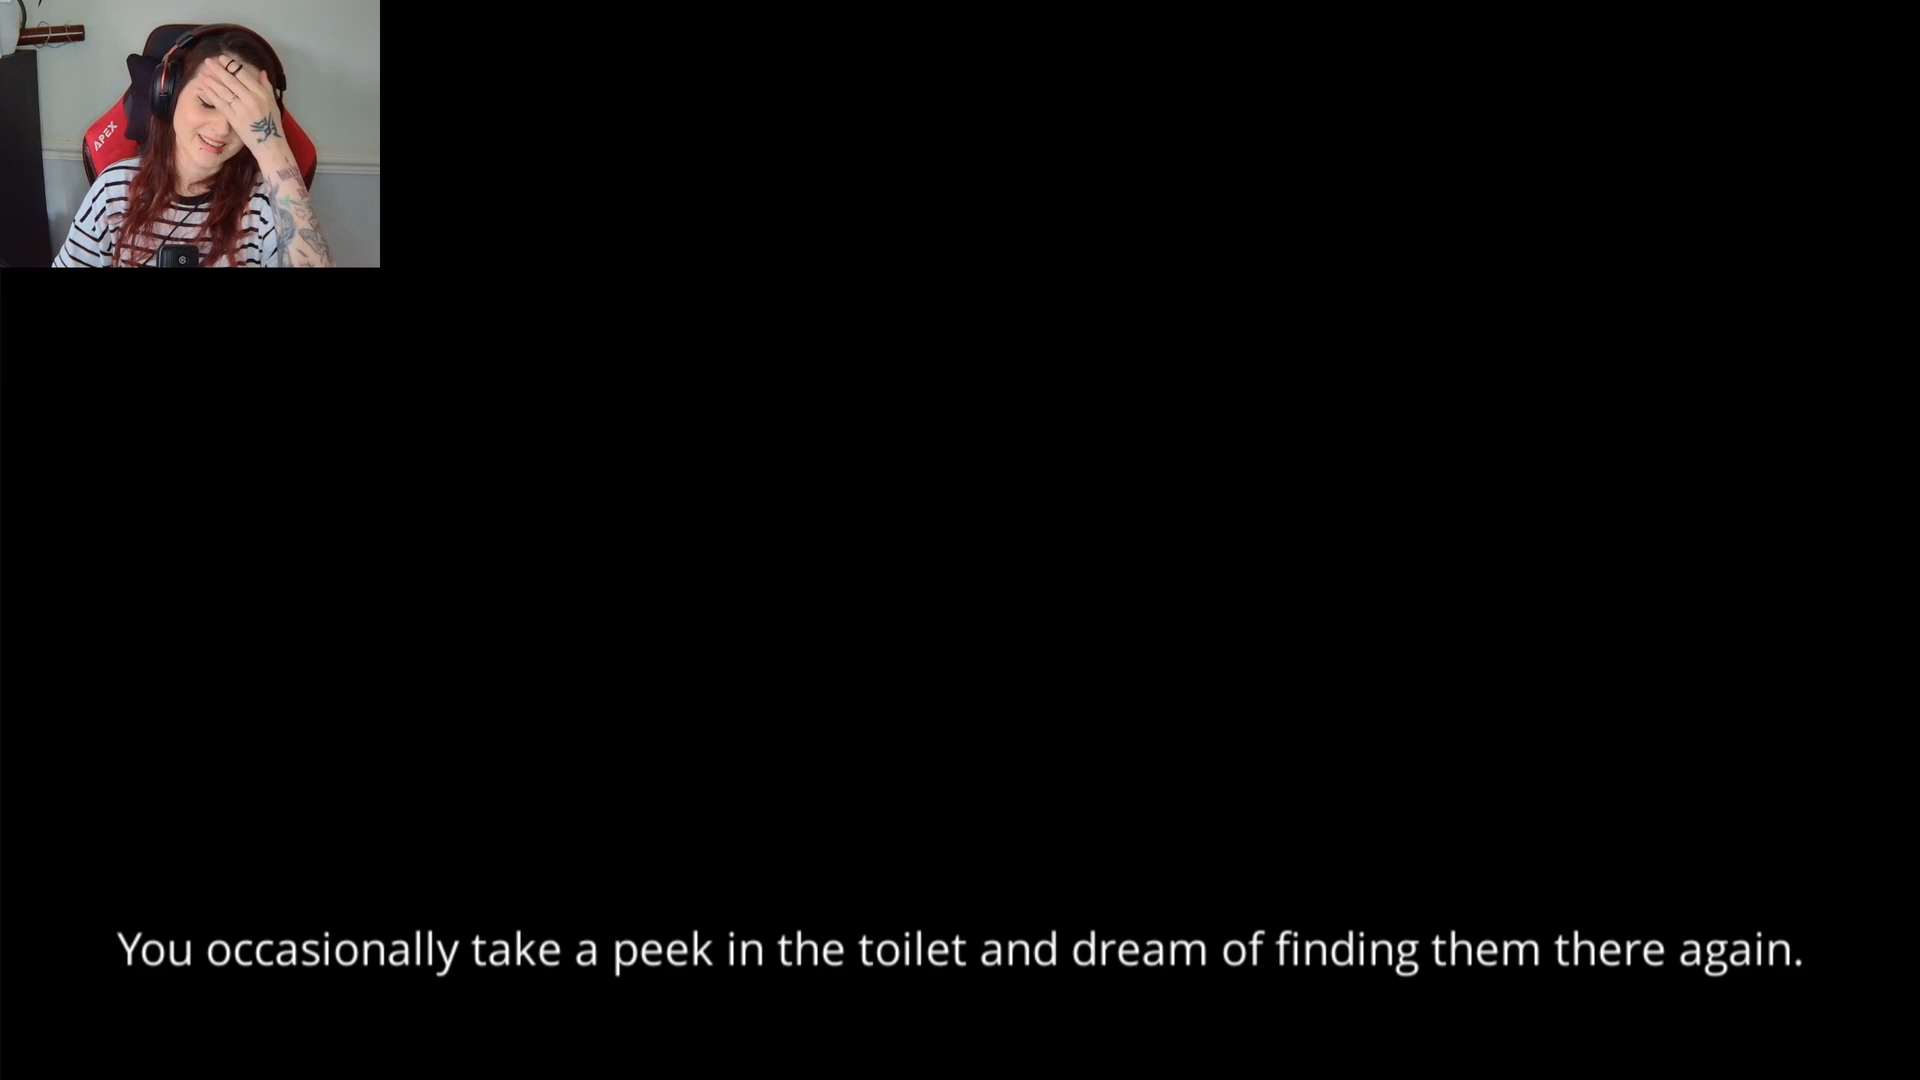 APEX
You occasionally take a peek in the toilet and dream of finding them there again.